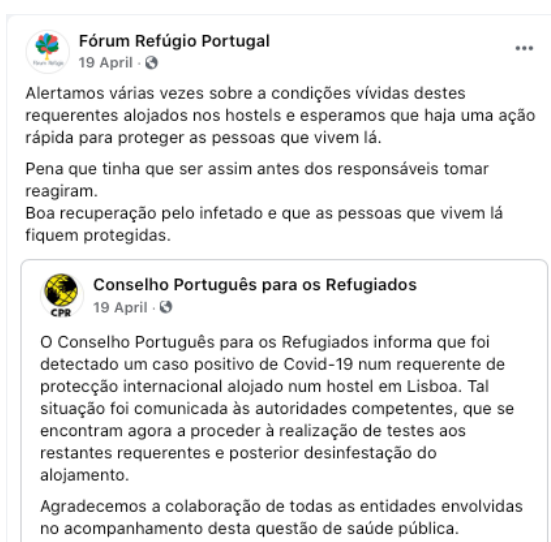 Fórum Refúgio Portugal
19 April ·
Alertamos várias vezes sobre a condições vívidas destes
requerentes alojados nos hostels e esperamos que haja uma ação
rápida para proteger as pessoas que vivem lá.
Pena que tinha que ser assim antes dos responsáveis tomar
reagiram.
Boa recuperação pelo infetado e que as pessoas que vivem lá
fiquem protegidas.
CPR
Conselho Português para os Refugiados
19 April ·
O Conselho Português para os Refugiados informa que foi
detectado um caso positivo de Covid-19 num requerente de
protecção internacional alojado num hostel em Lisboa. Tal
situação foi comunicada às autoridades competentes, que se
encontram agora a proceder à realização de testes aos
restantes requerentes e posterior desinfestação do
alojamento.
Agradecemos a colaboração de todas as entidades envolvidas
no acompanhamento desta questão de saúde pública.